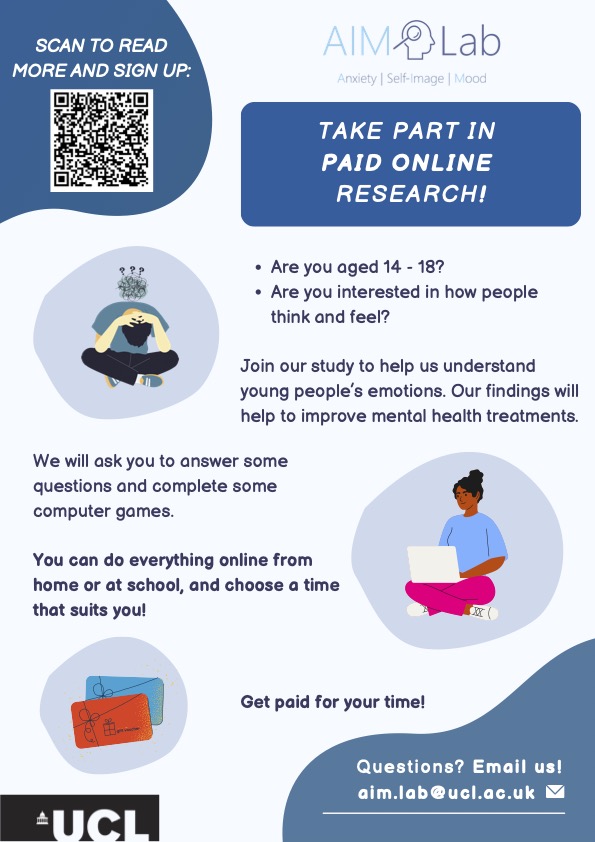 SCAN TO READ
MORE AND SIGN UP:
AIM Lab
Anxiety | Self-Image | Mood
TAKE PART IN
PAID ONLINE
RESEARCH!
? ? ?
• Are you aged 14 - 18?
• Are you interested in how people
think and feel?
Join our study to help us understand
young people's emotions. Our findings will
help to improve mental health treatments.
We will ask you to answer some
questions and complete some
computer games.
You can do everything online from
home or at school, and choose a time
that suits you!
gift voucher
Get paid for your time!
Questions? Email us!
aim.lab@ucl.ac.uk
UCL